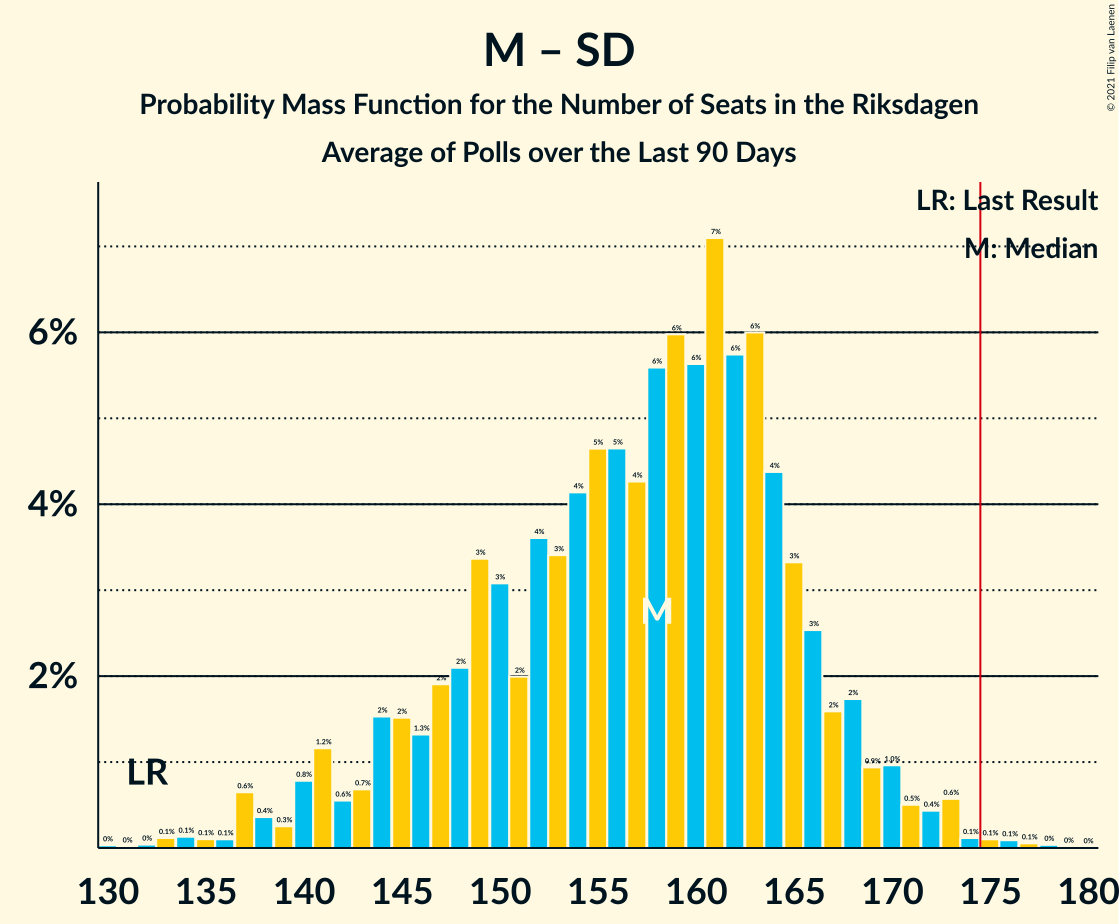 M – SD
Probability Mass Function for the Number of Seats in the Riksdagen
Average of Polls over the Last 90 Days
© 2021 Filip van Laenen
LR: Last Result
M: Median
6%
4%
2%
LR
M
0% 0% 0% 0.1% 0.1% 0.1% 0.1% 0.6% 0.4% 0.3% 0.8% 1.2% 0.6% 0.7% 2% 2% 1.3% 2% 2% 3% 3% 2% 4% 3% 4% 5% 5% 4% 6% 6% 6% 7% 6% 6% 4% 3% 3% 2% 2% 0.9% 1.0% 0.5% 0.4% 0.6% 0.1% 0.1% 0.1% 0.1% 0% 0% 0%
130 135 140 145 150 155 160 165 170 175 180